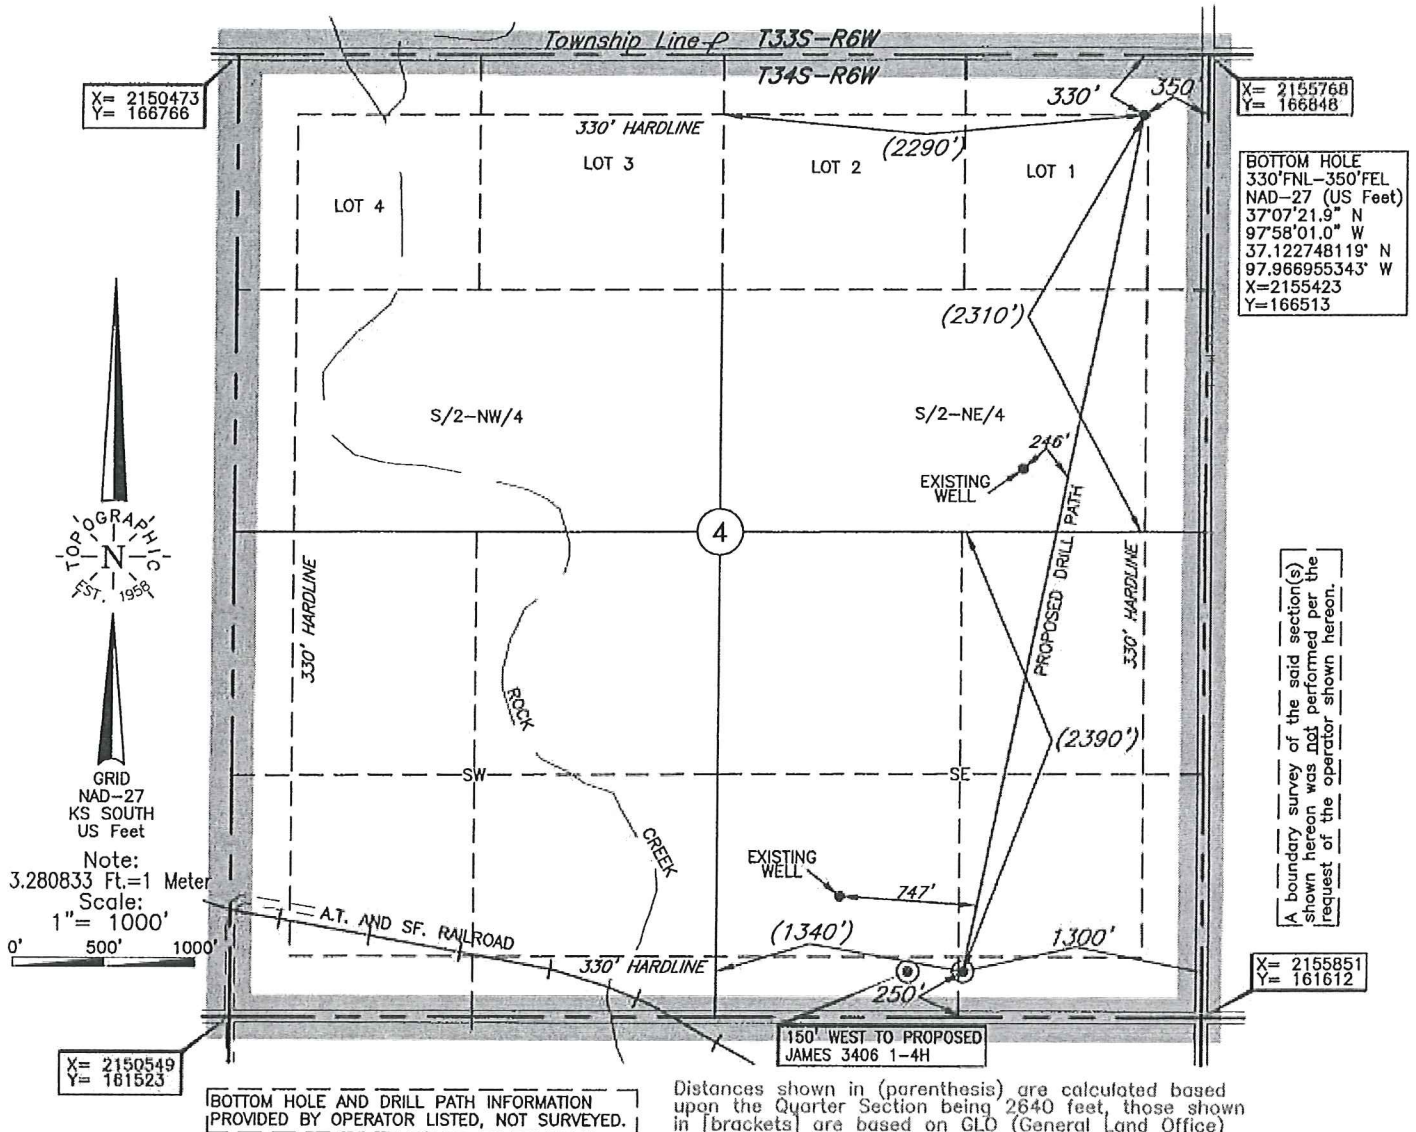 Township Line
T33S-R6W
T34S-R6W
X= 2150473
Y= 166766
330'
350'
X= 2155768
Y= 166848
330' HARDLINE
(2290')
LOT 4
LOT 3
LOT 2
LOT 1
BOTTOM HOLE
330'FNL-350'FEL
NAD-27 (US Feet)
37°07'21.9" N
97°58'01.0" W
37.122748119° N
97.966955343° W
X=2155423
Y=166513
(2310')
S/2-NW/4
S/2-NE/4
246'
EXISTING
WELL
4
PROPOSED DRILL PATH
TOPOGRAPHIC
N
EST. 1958
330' HARDLINE
330' HARDLINE
A boundary survey of the said section(s)
shown hereon was not performed per the
request of the operator shown hereon.
ROCK
(2390')
SW
SE
GRID
NAD-27
KS SOUTH
US Feet
Note:
3.280833 Ft.=1 Meter
Scale:
1"= 1000'
0' 500' 1000'
CREEK
EXISTING
WELL
747'
A.T. AND SF. RAILROAD
(1340')
1300'
330' HARDLINE
250'
X= 2155851
Y= 161612
150' WEST TO PROPOSED
JAMES 3406 1-4H
X= 2150549
Y= 161523
BOTTOM HOLE AND DRILL PATH INFORMATION
PROVIDED BY OPERATOR LISTED, NOT SURVEYED.
Distances shown in (parenthesis) are calculated based
upon the Quarter Section being 2640 feet, those shown
in [brackets] are based on GLO (General Land Office)